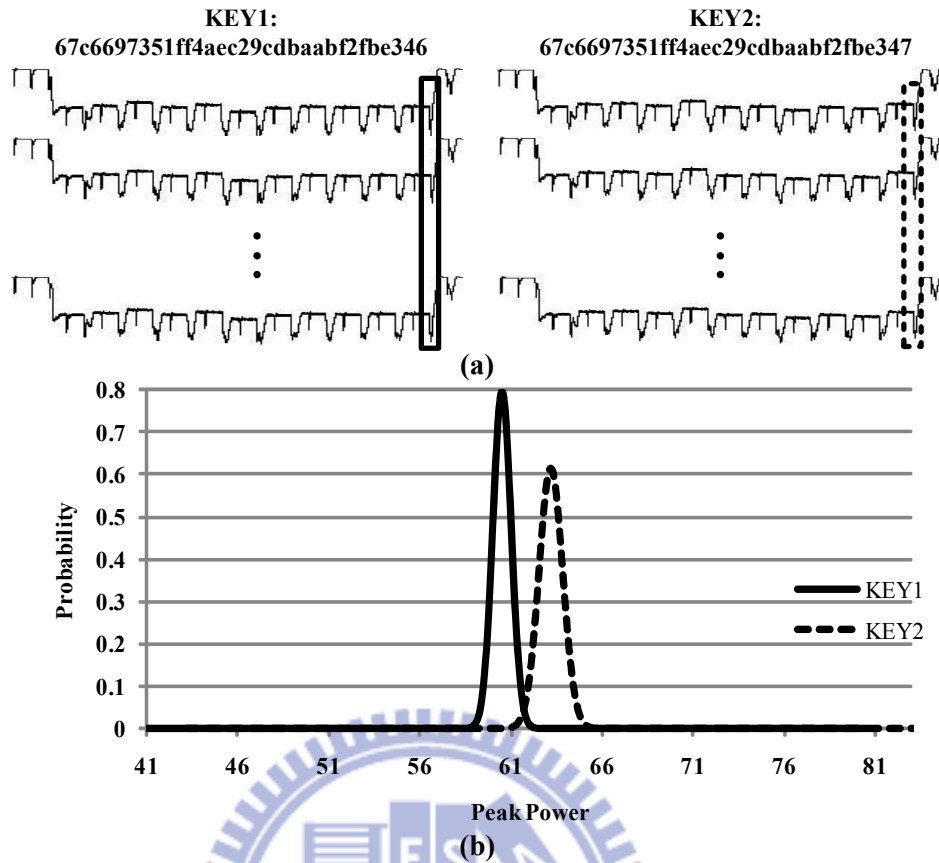 KEY1:
67c6697351ff4aec29cdbaabf2fbe346
KEY2:
67c6697351ff4aec29cdbaabf2fbe347
(a)
0.8
0.7
0.6
0.5
0.4
0.3
0.2
0.1
0
Probability
KEY1
KEY2
41 46 51 56 61 66 71 76 81
Peak Power
ESA
(b)